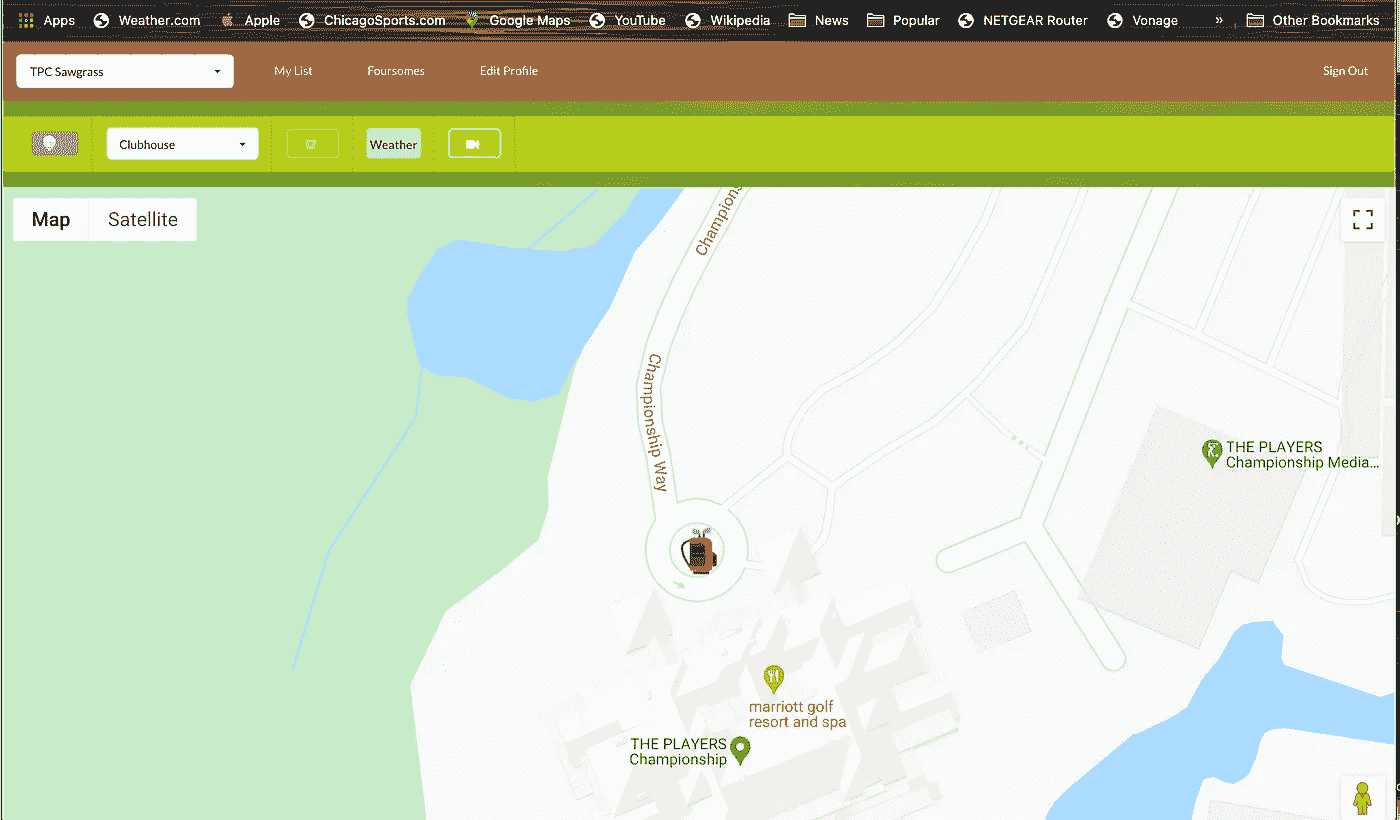 Apps Weather.com Apple ChicagoSports.com Google Maps YouTube Wikipedia News Popular NETGEAR Router Vonage » Other Bookmarks
TPC Sawgrass My List Foursomes Edit Profile Sign Out
Clubhouse Weather
Map Satellite
Champions
Championship Way
THE PLAYERS
Championship Media...
marriott golf
resort and spa
THE PLAYERS
Championship